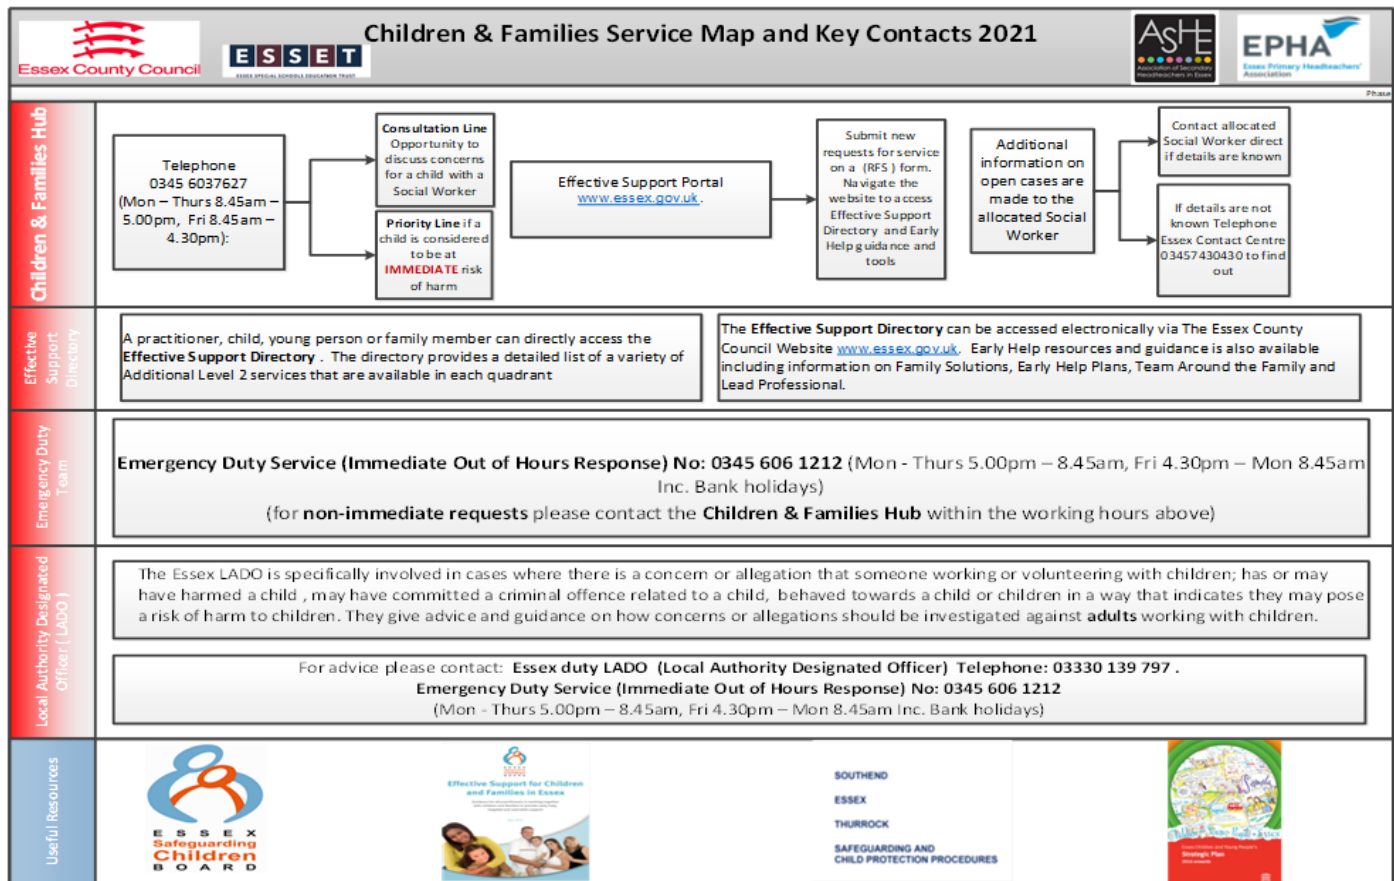 Children & Families Service Map and Key Contacts 2021
Essex County Council
ESSET
ESSEX SPECIAL SCHOOLS EDUCATION TRUST
ASHE
Association of Secondary
Headteachers in Essex
EPHA
Essex Primary Headteachers'
Association
Phase
Children & Families Hub
Telephone
0345 6037627
(Mon – Thurs 8.45am –
5.00pm,  Fri 8.45am –
4.30pm):
Consultation Line
Opportunity to
discuss concerns
for a child with a
Social Worker
Priority Line if a
child is considered
to be at
IMMEDIATE risk
of harm
Effective Support Portal
www.essex.gov.uk .
Submit new
requests for service
on a  (RFS ) form.
Navigate the
website to access
Effective Support
Directory  and Early
Help guidance and
tools
Additional
information on
open cases are
made to the
allocated Social
Worker
Contact allocated
Social Worker direct
if details are known
If details are not
known Telephone
Essex Contact Centre
03457430430 to find
out
Effective
Support
Directory
A practitioner, child, young person or family member can directly access the
Effective Support Directory .  The directory provides a detailed list of a variety of
Additional Level 2 services that are available in each quadrant
The Effective Support Directory can be accessed electronically via The Essex County
Council Website www.essex.gov.uk.  Early Help resources and guidance is also available
including information on Family Solutions, Early Help Plans, Team Around the Family and
Lead Professional.
Emergency Duty
Team
Emergency Duty Service (Immediate Out of Hours Response) No: 0345 606 1212 (Mon - Thurs 5.00pm – 8.45am, Fri 4.30pm – Mon 8.45am
Inc. Bank holidays)
(for non-immediate requests please contact the Children & Families Hub within the working hours above)
Local Authority Designated
Officer ( LADO )
The Essex LADO is specifically involved in cases where there is a concern or allegation that someone working or volunteering with children; has or may
have harmed a child , may have committed a criminal offence related to a child,  behaved towards a child or children in a way that indicates they may pose
a risk of harm to children. They give advice and guidance on how concerns or allegations should be investigated against adults working with children.
For advice please contact:  Essex duty LADO  (Local Authority Designated Officer)  Telephone: 03330 139 797 .
Emergency Duty Service (Immediate Out of Hours Response) No: 0345 606 1212
(Mon - Thurs 5.00pm – 8.45am, Fri 4.30pm – Mon 8.45am Inc. Bank holidays)
Useful Resources
ESSEX
Safeguarding
Children
BOARD
Effective Support for Children
and Families in Essex
SOUTHEND
ESSEX
THURROCK
SAFEGUARDING AND
CHILD PROTECTION PROCEDURES
Essex Children and Young People's
Strategic Plan